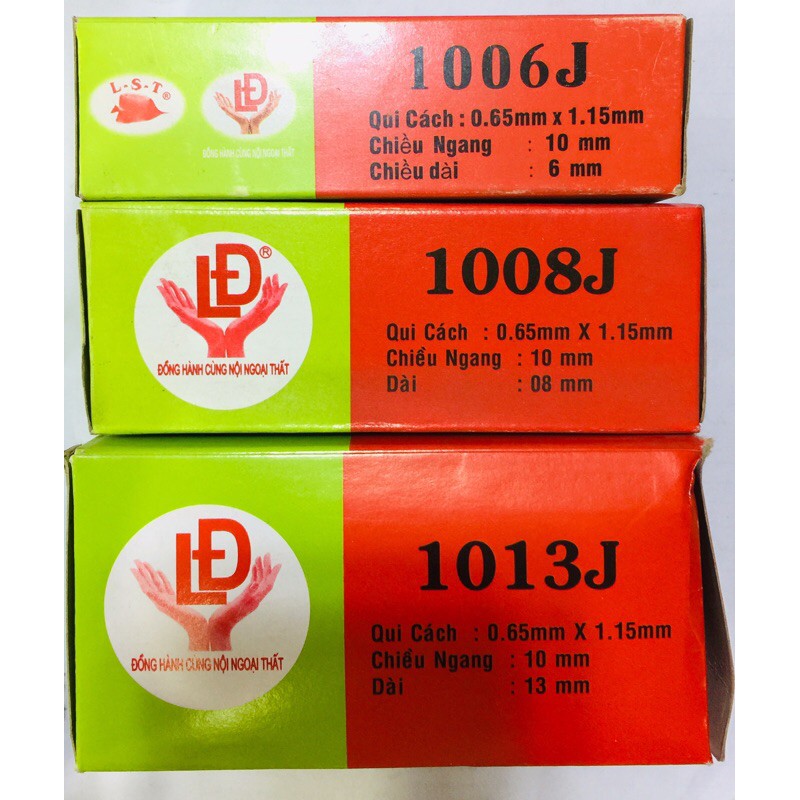 L-S-T®
LĐ
ĐỒNG HÀNH CÙNG NỘI NGOẠI THẤT
1006J
Qui Cách : 0.65mm x 1.15mm
Chiều Ngang : 10 mm
Chiều dài : 6 mm
LĐ®
ĐỒNG HÀNH CÙNG NỘI NGOẠI THẤT
1008J
Qui Cách : 0.65mm X 1.15mm
Chiều Ngang : 10 mm
Dài : 08 mm
LĐ
ĐỒNG HÀNH CÙNG NỘI NGOẠI THẤT
1013J
Qui Cách : 0.65mm X 1.15mm
Chiều Ngang : 10 mm
Dài : 13 mm